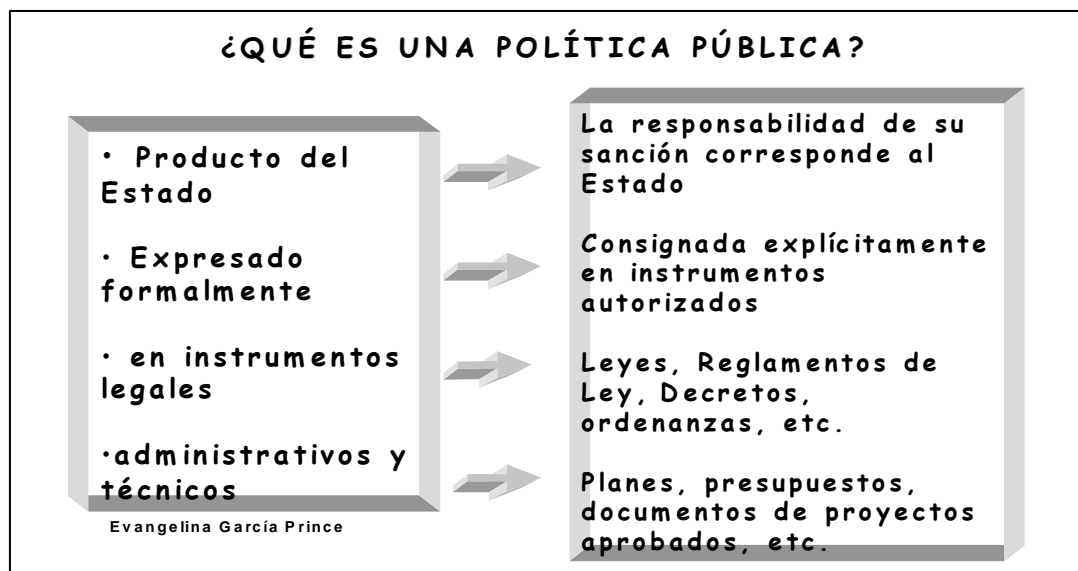 ¿QUÉ ES UNA POLÍTICA PÚBLICA?
• Producto del
Estado
• Expresado
formalmente
• en instrumentos
legales
•administrativos y
técnicos
Evangelina García Prince
La responsabilidad de su
sanción corresponde al
Estado
Consignada explícitamente
en instrumentos
autorizados
Leyes, Reglamentos de
Ley, Decretos,
ordenanzas, etc.
Planes, presupuestos,
documentos de proyectos
aprobados, etc.